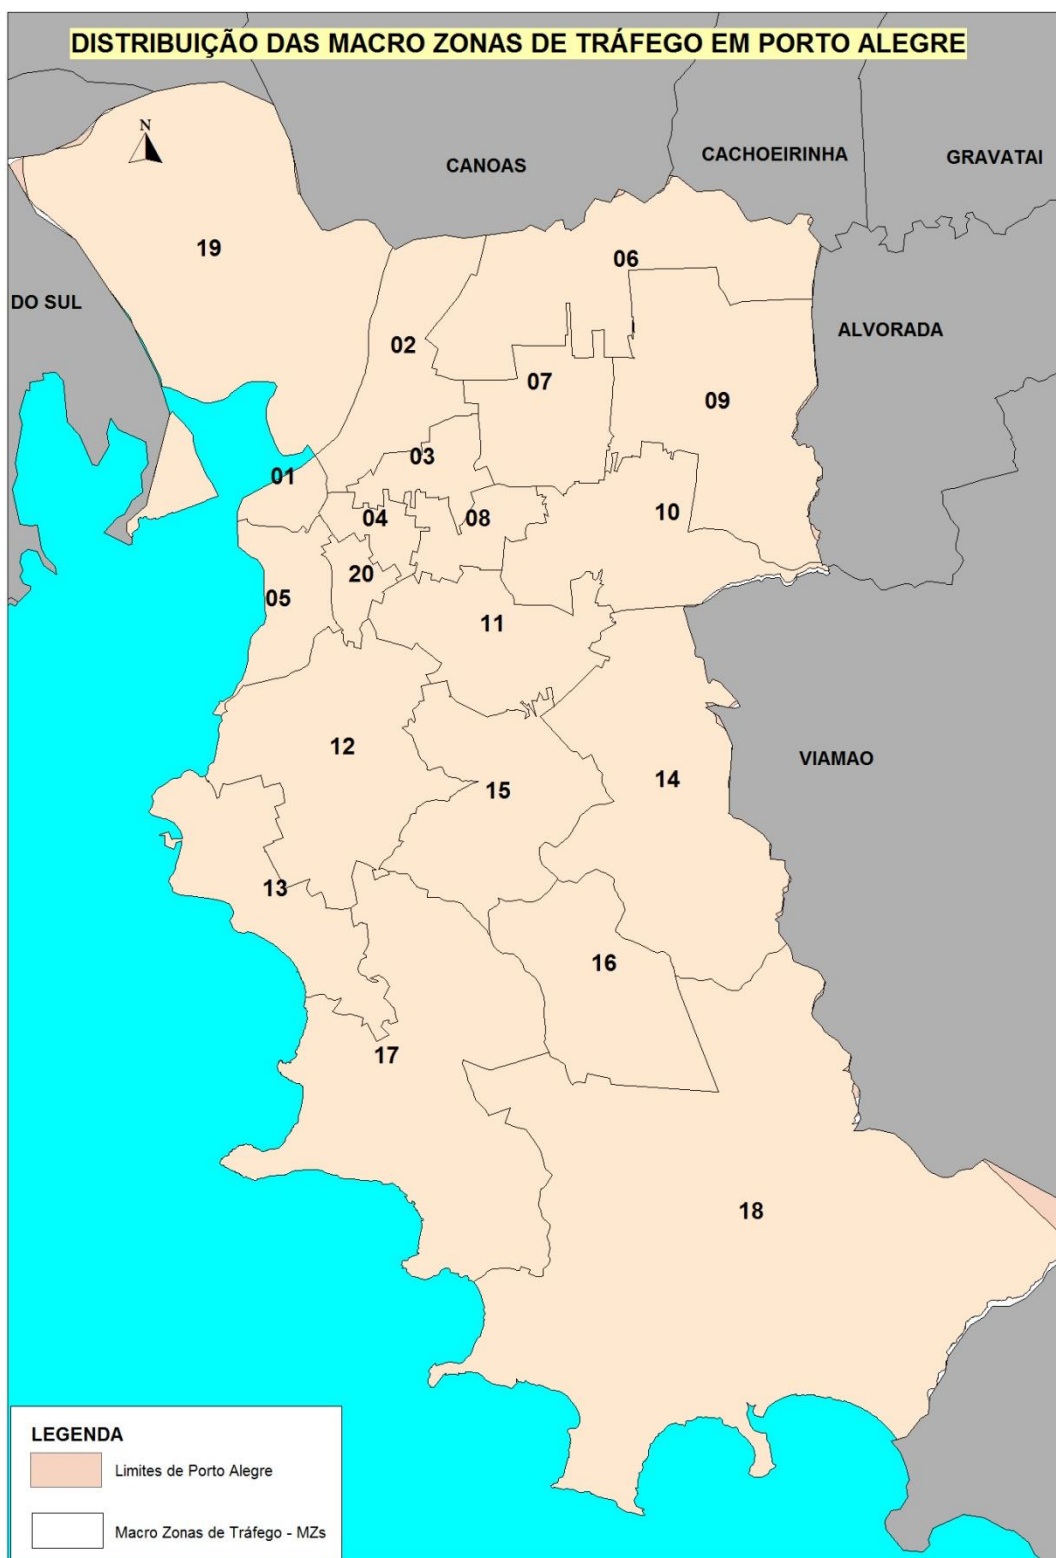 DISTRIBUIÇÃO DAS MACRO ZONAS DE TRÁFEGO EM PORTO ALEGRE
N
CANOAS
CACHOEIRINHA
GRAVATAI
19
06
DO SUL
ALVORADA
02
07
09
03
01
04
08
10
20
05
11
12
VIAMAO
14
15
13
16
17
18
LEGENDA
Limites de Porto Alegre
Macro Zonas de Tráfego - MZs